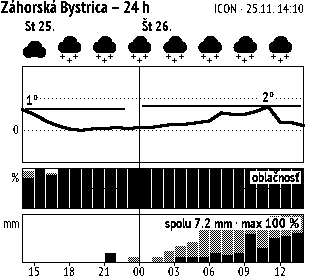 Záhorská Bystrica – 24 h
ICON - 25.11. 14:10
St 25.
Št 26.
1°
2°
0
%
oblačnosť
mm
spolu 7.2 mm - max 100 %
15 18 21 00 03 06 09 12